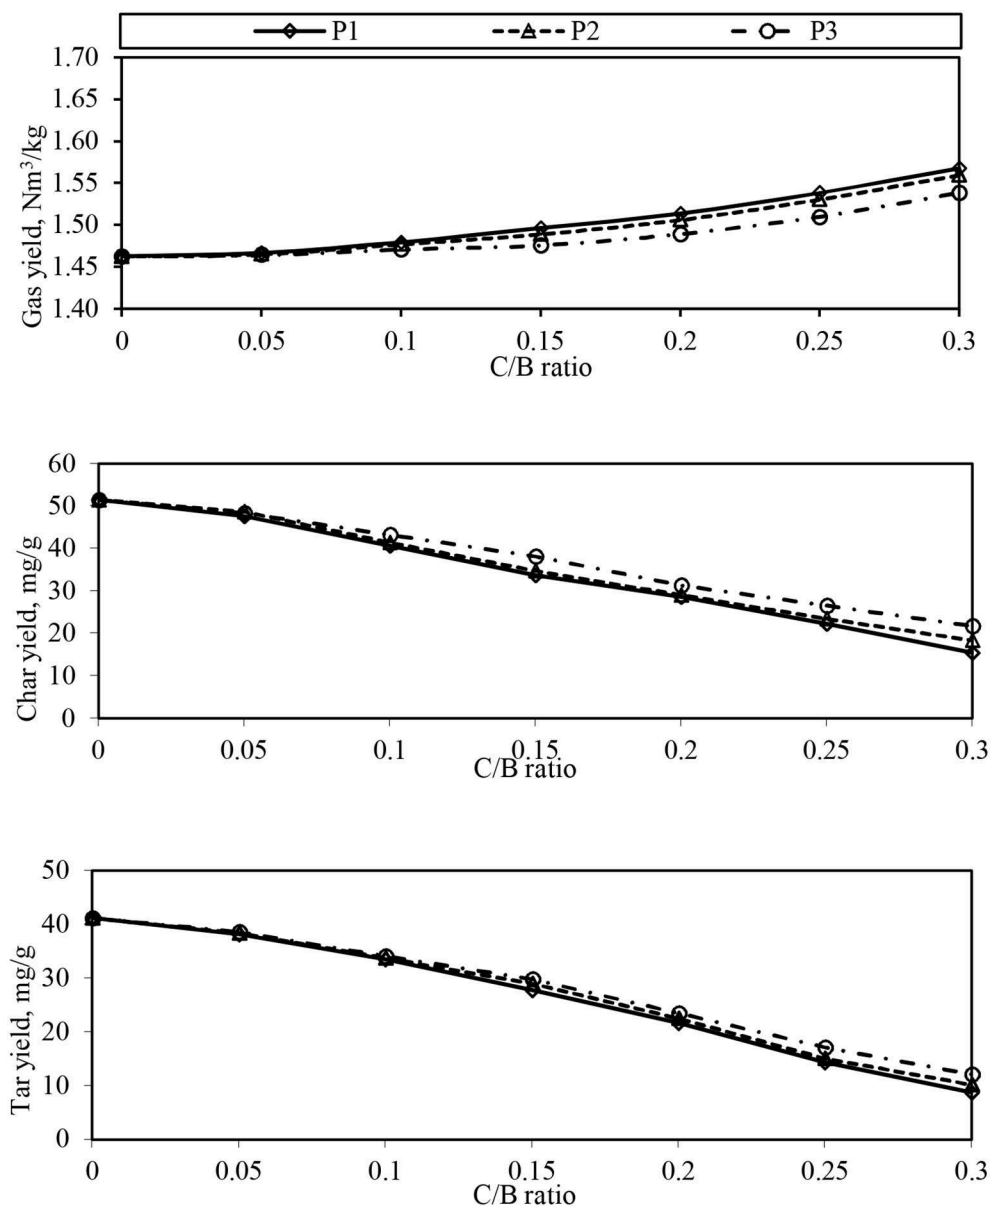 P1 P2 P3
Gas yield, Nm³/kg
1.70
1.65
1.60
1.55
1.50
1.45
1.40
0 0.05 0.1 0.15 0.2 0.25 0.3
C/B ratio
Char yield, mg/g
60
50
40
30
20
10
0
0 0.05 0.1 0.15 0.2 0.25 0.3
C/B ratio
Tar yield, mg/g
50
40
30
20
10
0
0 0.05 0.1 0.15 0.2 0.25 0.3
C/B ratio